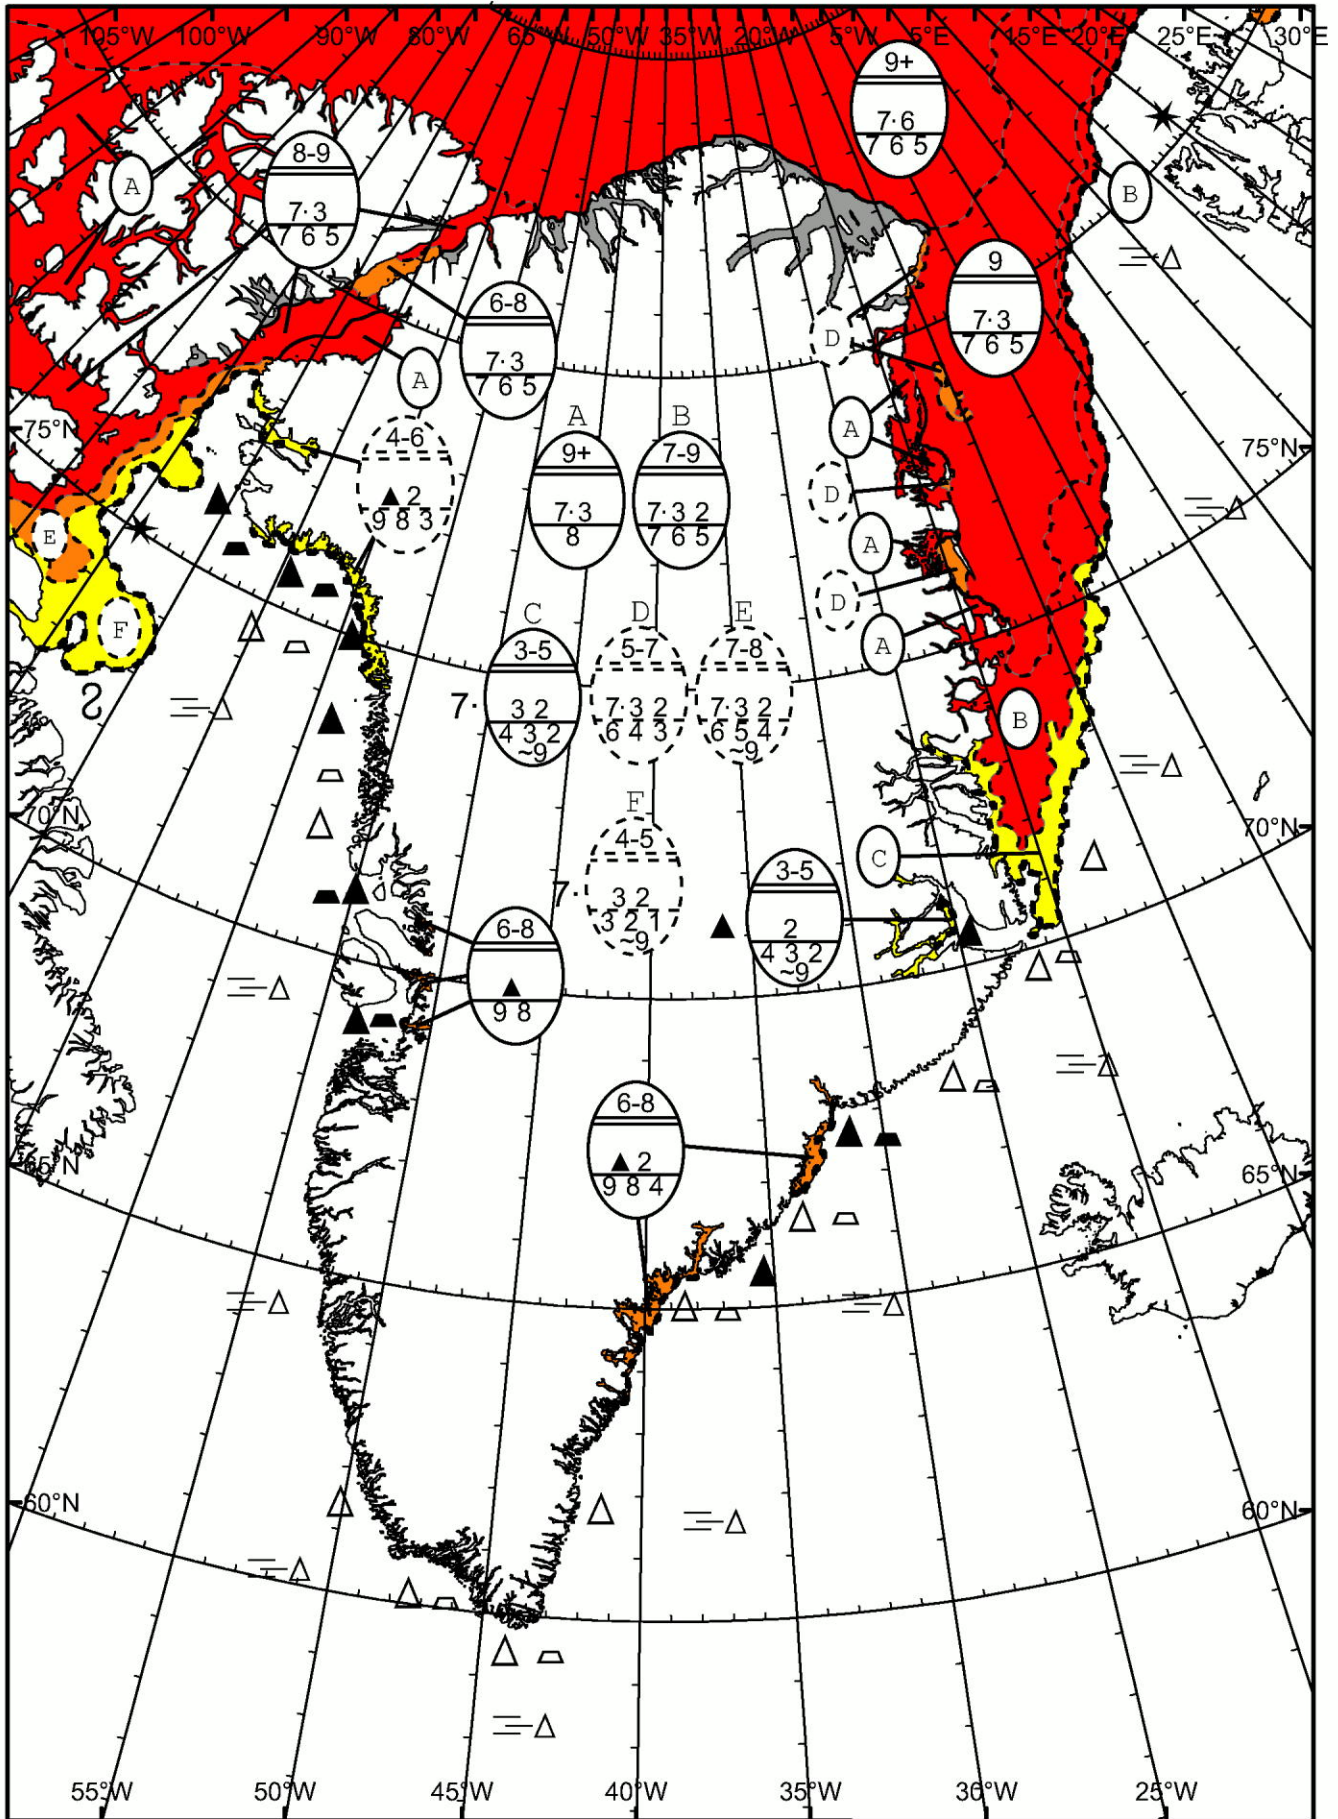 105°W 100°W 90°W 80°W 65°W 50°W 35°W 20°W 5°W 5°E 15°E 20°E 25°E 30°E
9+
7·6
7 6 5
A
8-9
7·3
7 6 5
B
9
7·3
7 6 5
6-8
7·3
7 6 5
D
A
75°N
75°N
4-6
▲2
9 8 3
A
9+
7·3
8
B
7-9
7·3 2
7 6 5
A
D
E
A
D
F
A
C
3-5
7·
3 2
4 3 2
~9
D
5-7
7·3 2
6 4 3
E
7-8
7·3 2
6 5 4
~9
B
70°N
70°N
F
4-5
7·
3 2
3 2 1
~9
C
3-5
2
4 3 2
~9
6-8
▲
9 8
6-8
▲2
9 8 4
65°N
65°N
60°N
60°N
55°W 50°W 45°W 40°W 35°W 30°W 25°W